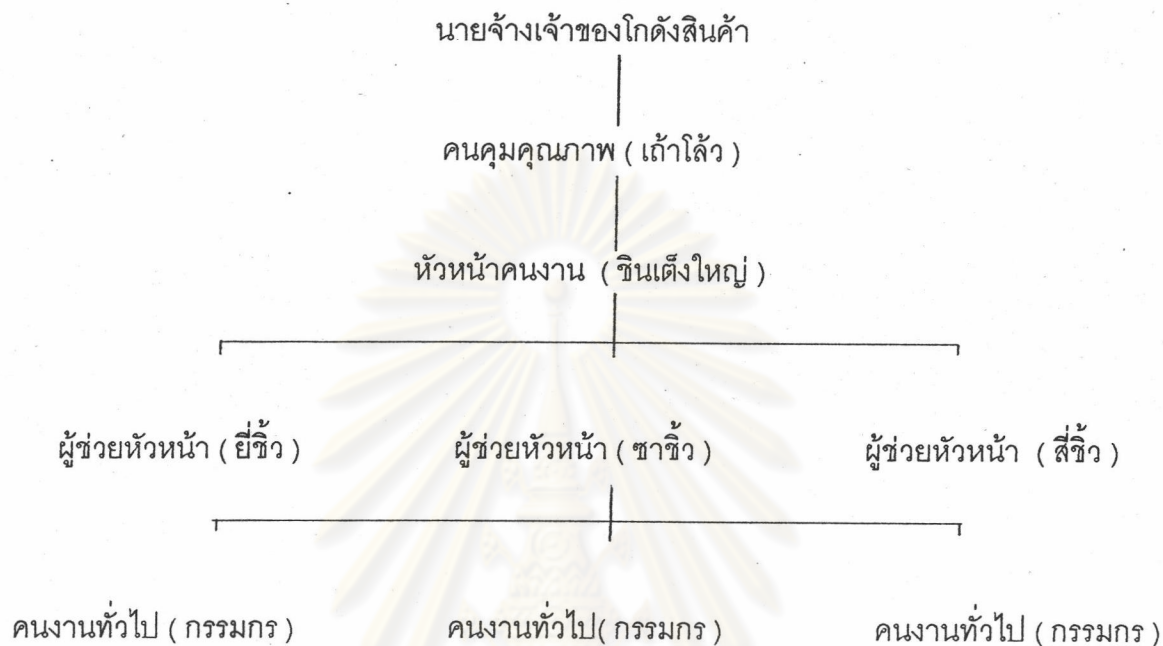 นายจ้างเจ้าของโกดังสินค้า
คนคุมคุณภาพ ( เถ้าโล้ว )
หัวหน้าคนงาน ( ชินเต็งใหญ่ )
ผู้ช่วยหัวหน้า ( ยี่ชิ้ว ) ผู้ช่วยหัวหน้า ( ซาชิ้ว ) ผู้ช่วยหัวหน้า ( สี่ชิ้ว )
คนงานทั่วไป ( กรรมกร ) คนงานทั่วไป( กรรมกร ) คนงานทั่วไป ( กรรมกร )